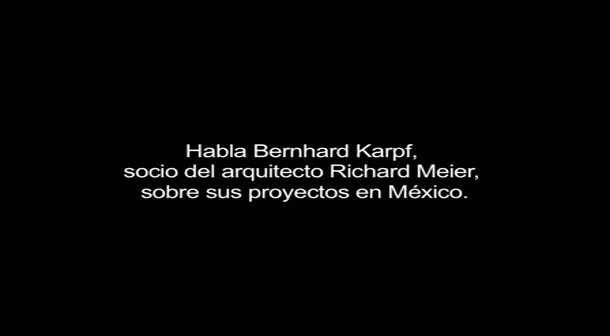 Habla Bernhard Karpf,
socio del arquitecto Richard Meier,
sobre sus proyectos en México.